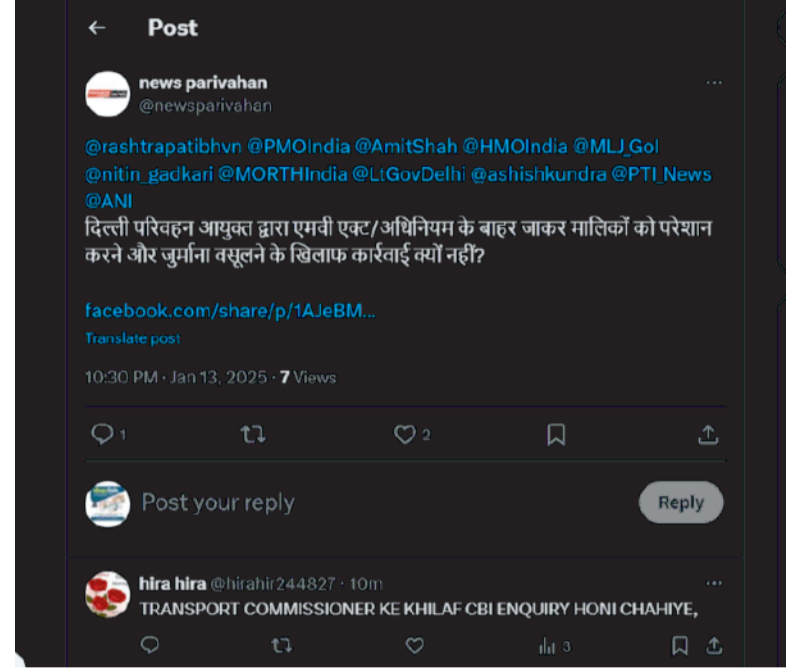 ← Post
news parivahan
@newsparivahan
@rashtrapatibhvn @PMOIndia @AmitShah @HMOIndia @MLJ_GoI
@nitin_gadkari @MORTHIndia @LtGovDelhi @ashishkundra @PTI_News
@ANI
दिल्ली परिवहन आयुक्त द्वारा एमवी एक्ट/अधिनियम के बाहर जाकर मालिकों को परेशान
करने और जुर्माना वसूलने के खिलाफ कार्रवाई क्यों नहीं?
facebook.com/share/p/1AJeBM...
Translate post
10:30 PM · Jan 13, 2025 · 7 Views
1 2
Post your reply Reply
hira hira @hirahir244827 · 10m
TRANSPORT COMMISSIONER KE KHILAF CBI ENQUIRY HONI CHAHIYE,
3